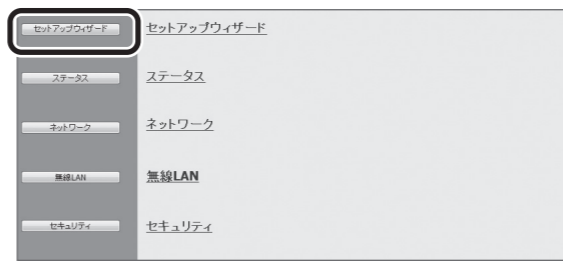 セットアップウィザード セットアップウィザード
ステータス ステータス
ネットワーク ネットワーク
無線LAN 無線LAN
セキュリティ セキュリティ